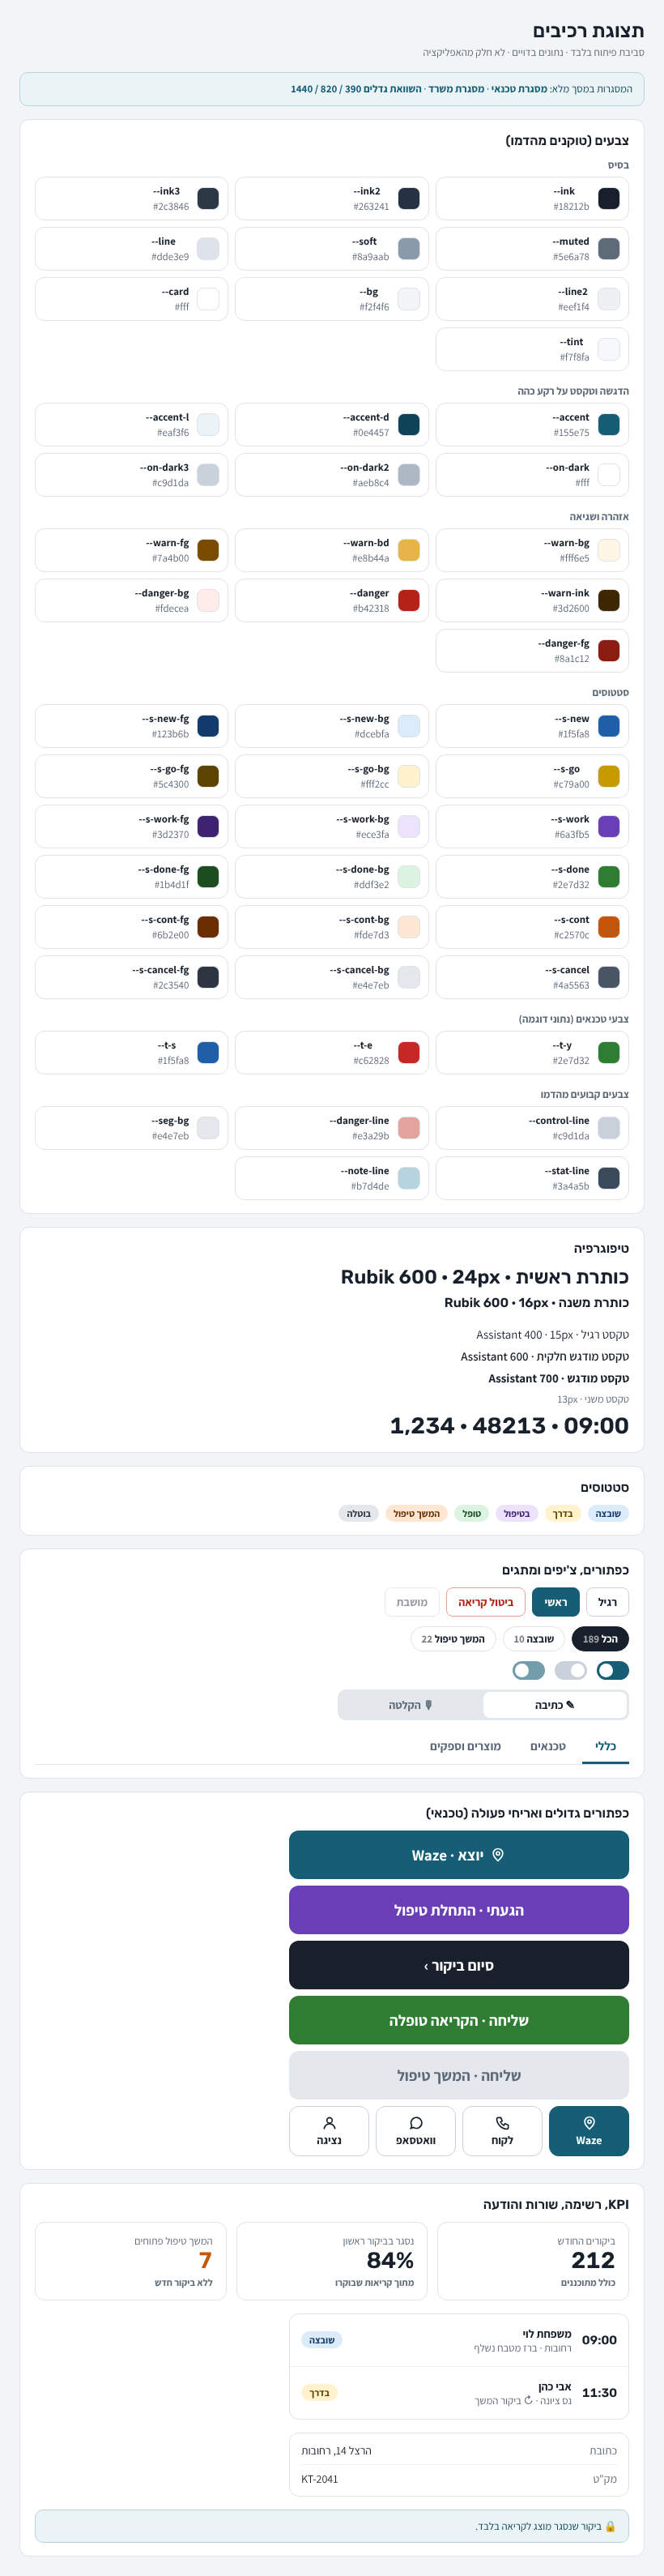 תצוגת רכיבים
סביבת פיתוח בלבד · נתונים בדויים · לא חלק מהאפליקציה
המסגרות במסך מלא: מסגרת טכנאי · מסגרת משרד · השוואת גדלים 390 / 820 / 1440
צבעים (טוקנים מהדמו)
בסיס
--ink
#18212b
--ink2
#263241
--ink3
#2c3846
--muted
#5e6a78
--soft
#8a9aab
--line
#dde3e9
--line2
#eef1f4
--bg
#f2f4f6
--card
#fff
--tint
#f7f8fa
הדגשה וטקסט על רקע כהה
--accent
#155e75
--accent-d
#0e4457
--accent-l
#eaf3f6
--on-dark
#fff
--on-dark2
#aeb8c4
--on-dark3
#c9d1da
אזהרה ושגיאה
--warn-bg
#fff6e5
--warn-bd
#e8b44a
--warn-fg
#7a4b00
--warn-ink
#3d2600
--danger
#b42318
--danger-bg
#fdecea
--danger-fg
#8a1c12
סטטוסים
--s-new
#1f5fa8
--s-new-bg
#dcebfa
--s-new-fg
#123b6b
--s-go
#c79a00
--s-go-bg
#fff2cc
--s-go-fg
#5c4300
--s-work
#6a3fb5
--s-work-bg
#ece3fa
--s-work-fg
#3d2370
--s-done
#2e7d32
--s-done-bg
#ddf3e2
--s-done-fg
#1b4d1f
--s-cont
#c2570c
--s-cont-bg
#fde7d3
--s-cont-fg
#6b2e00
--s-cancel
#4a5563
--s-cancel-bg
#e4e7eb
--s-cancel-fg
#2c3540
צבעי טכנאים (נתוני דוגמה)
--t-y
#2e7d32
--t-e
#c62828
--t-s
#1f5fa8
צבעים קבועים מהדמו
--control-line
#c9d1da
--danger-line
#e3a29b
--seg-bg
#e4e7eb
--stat-line
#3a4a5b
--note-line
#b7d4de
טיפוגרפיה
כותרת ראשית · Rubik 600 · 24px
כותרת משנה · Rubik 600 · 16px
טקסט רגיל · Assistant 400 · 15px
טקסט מודגש חלקית · Assistant 600
טקסט מודגש · Assistant 700
טקסט משני · 13px
09:00 · 48213 · 1,234
סטטוסים
שובצה
בדרך
בטיפול
טופל
המשך טיפול
בוטלה
כפתורים, צ'יפים ומתגים
רגיל
ראשי
ביטול קריאה
מושבת
הכל 189
שובצה 10
המשך טיפול 22
✎ כתיבה
🎙 הקלטה
כללי
טכנאים
מוצרים וספקים
כפתורים גדולים ואריחי פעולה (טכנאי)
יוצא · Waze
הגעתי · התחלת טיפול
סיום ביקור ›
שליחה · הקריאה טופלה
שליחה · המשך טיפול
Waze
לקוח
וואטסאפ
נציגה
KPI, רשימה, שורות והודעה
ביקורים החודש
212
כולל מתוכננים
נסגר בביקור ראשון
84%
מתוך קריאות שבוקרו
המשך טיפול פתוחים
7
ללא ביקור חדש
09:00
משפחת לוי
רחובות · ברז מטבח נשלף
שובצה
11:30
אבי כהן
נס ציונה · ↻ ביקור המשך
בדרך
כתובת
הרצל 14, רחובות
מק"ט
KT-2041
🔒 ביקור שנסגר מוצג לקריאה בלבד.